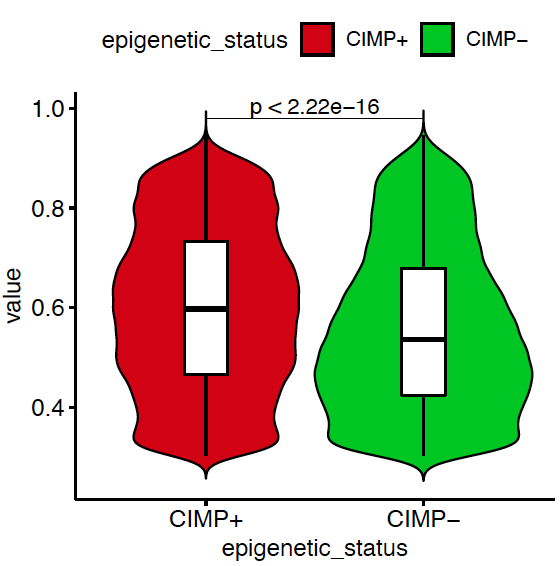 epigenetic_status CIMP+ CIMP−
p < 2.22e−16
1.0
0.8
0.6
0.4
value
CIMP+ CIMP−
epigenetic_status